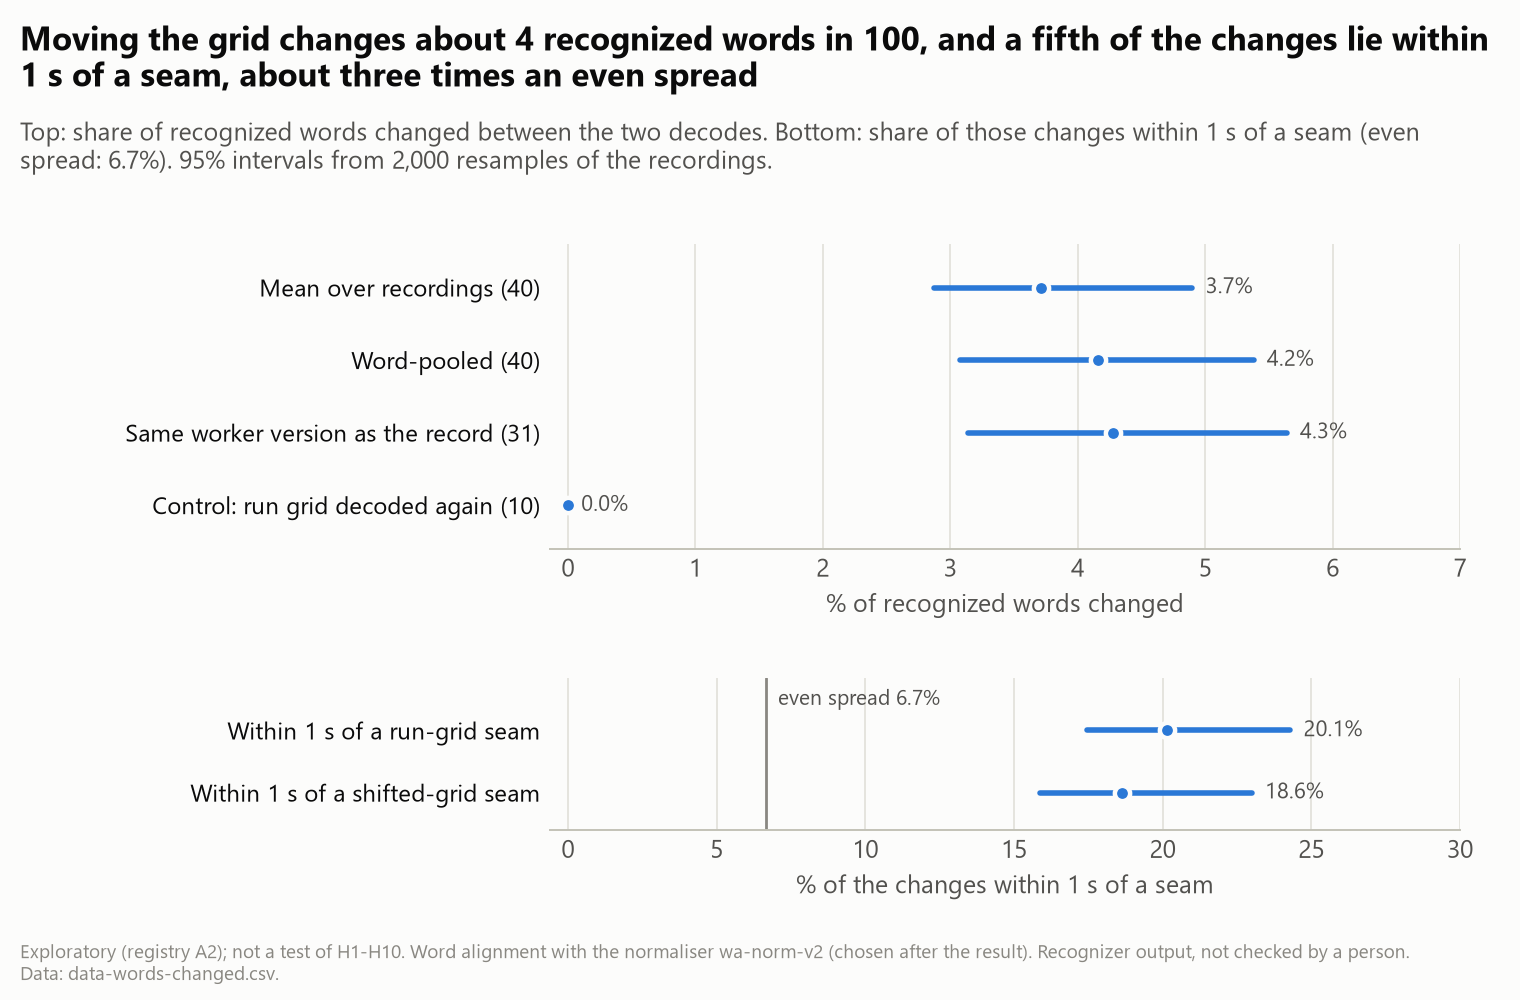 Moving the grid changes about 4 recognized words in 100, and a fifth of the changes lie within
1 s of a seam, about three times an even spread
Top: share of recognized words changed between the two decodes. Bottom: share of those changes within 1 s of a seam (even
spread: 6.7%). 95% intervals from 2,000 resamples of the recordings.
Mean over recordings (40)
3.7%
Word-pooled (40)
4.2%
Same worker version as the record (31)
4.3%
Control: run grid decoded again (10)
0.0%
0 1 2 3 4 5 6 7
% of recognized words changed
even spread 6.7%
Within 1 s of a run-grid seam
20.1%
Within 1 s of a shifted-grid seam
18.6%
0 5 10 15 20 25 30
% of the changes within 1 s of a seam
Exploratory (registry A2); not a test of H1-H10. Word alignment with the normaliser wa-norm-v2 (chosen after the result). Recognizer output, not checked by a person.
Data: data-words-changed.csv.